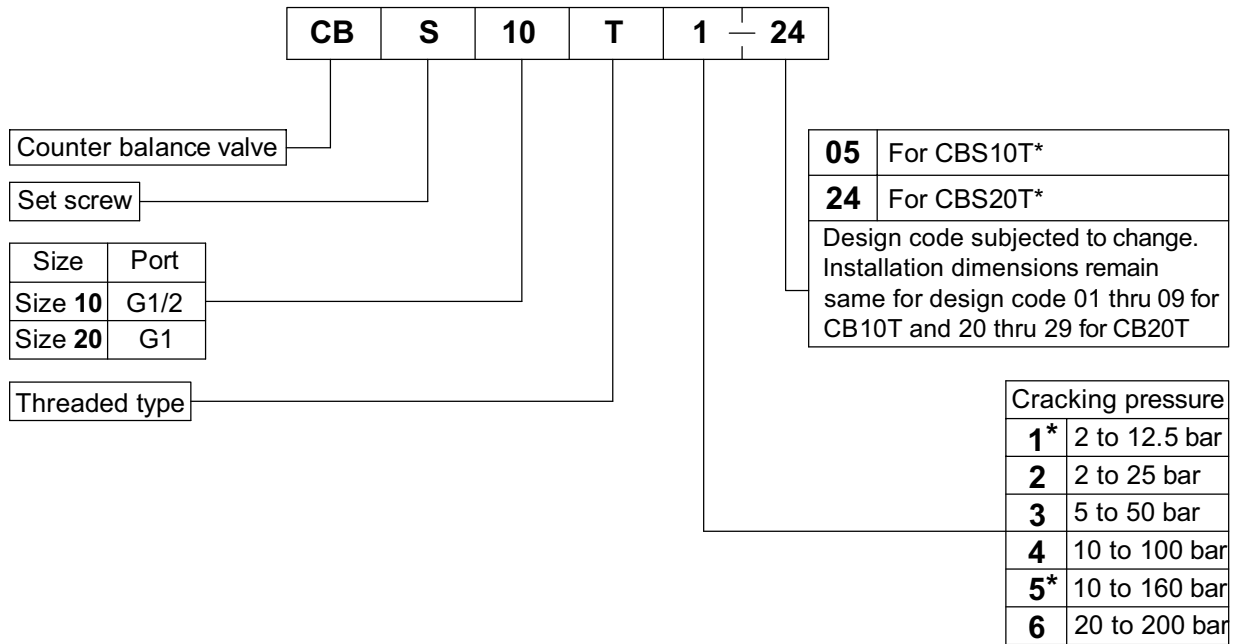 CB S 10 T 1 — 24
Counter balance valve
Set screw
Size Port
Size 10 G1/2
Size 20 G1
Threaded type
05 For CBS10T*
24 For CBS20T*
Design code subjected to change.
Installation dimensions remain
same for design code 01 thru 09 for
CB10T and 20 thru 29 for CB20T
Cracking pressure
1* 2 to 12.5 bar
2 2 to 25 bar
3 5 to 50 bar
4 10 to 100 bar
5* 10 to 160 bar
6 20 to 200 bar